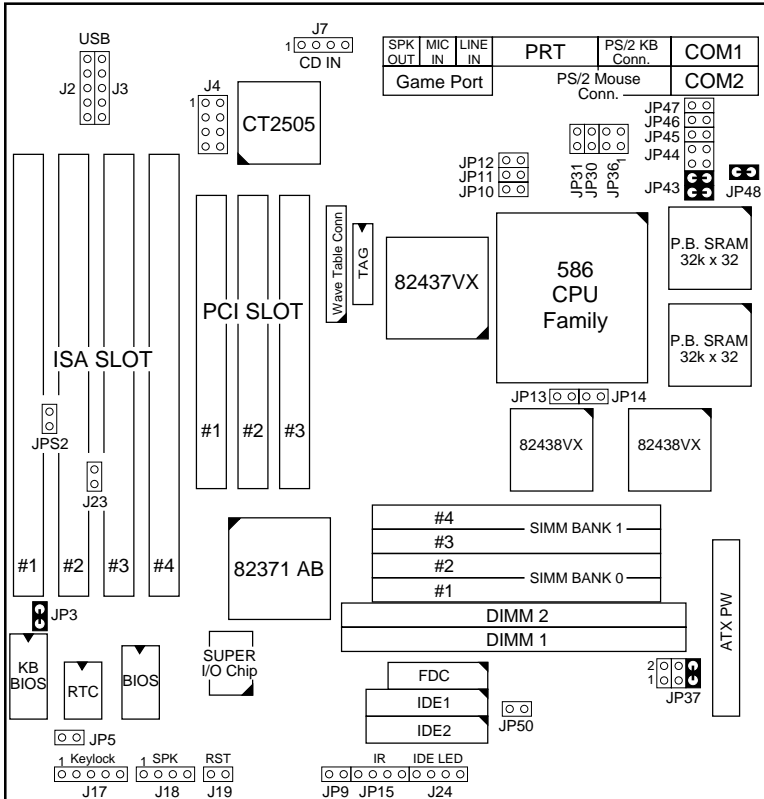 USB
J2
J3
J7
1
CD IN
J4
1
CT2505
SPK OUT
MIC IN
LINE IN
PRT
PS/2 KB Conn.
COM1
Game Port
PS/2 Mouse Conn.
COM2
JP47
JP46
JP45
JP44
JP43
JP48
JP12
JP11
JP10
JP31
JP30
JP36
1
ISA SLOT
#1
#2
#3
#4
JPS2
J23
PCI SLOT
#1
#2
#3
Wave Table Conn
TAG
82437VX
586
CPU
Family
P.B. SRAM
32k x 32
P.B. SRAM
32k x 32
JP13
JP14
82438VX
82438VX
82371 AB
#4
SIMM BANK 1
#3
#2
SIMM BANK 0
#1
DIMM 2
DIMM 1
ATX PW
JP3
KB
BIOS
RTC
BIOS
SUPER
I/O Chip
FDC
IDE1
IDE2
JP50
2
1
JP37
JP5
1 Keylock
J17
1 SPK
J18
RST
J19
JP9
IR
JP15
IDE LED
J24